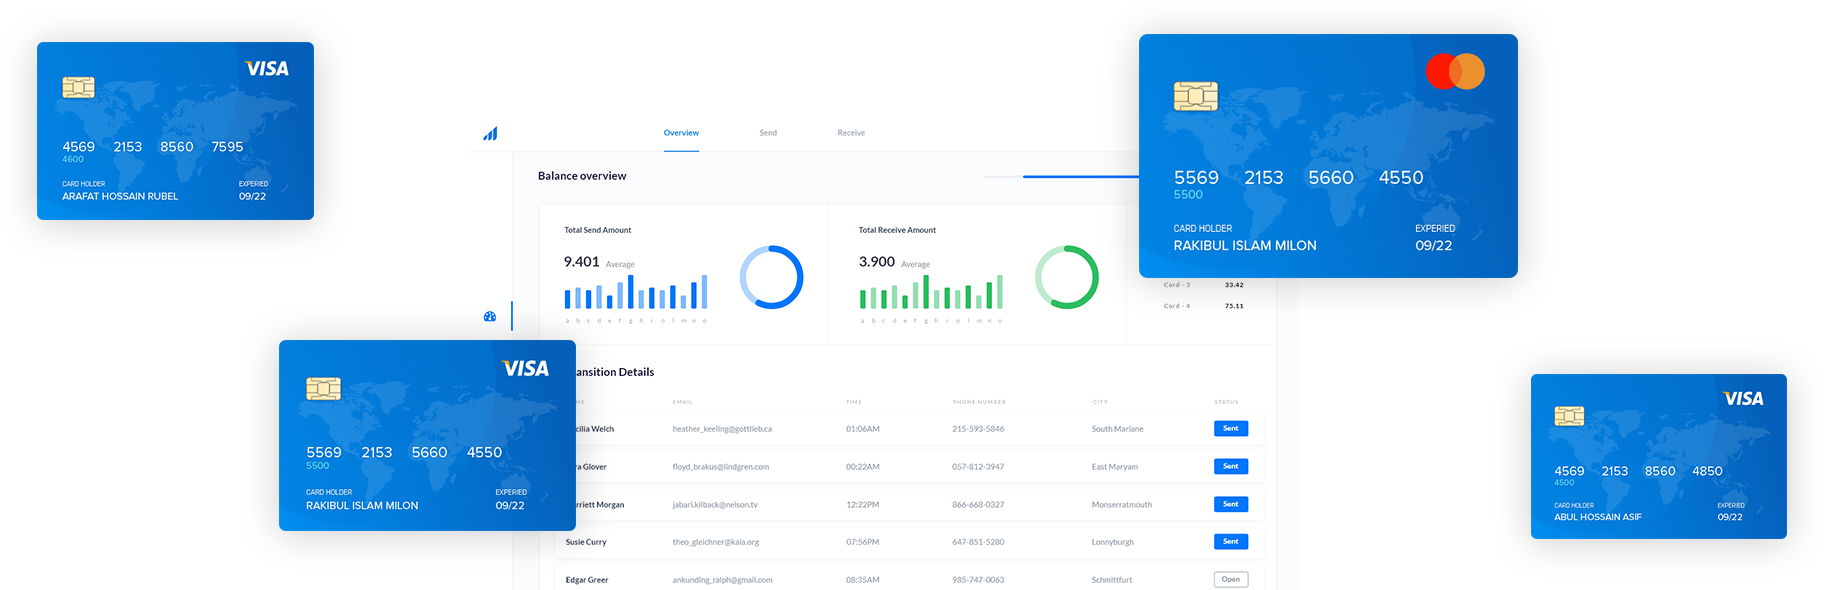 VISA
4569 2153 8560 7595
4600
CARD HOLDER EXPERIED
ARAFAT HOSSAIN RUBEL 09/22
5569 2153 5660 4550
5500
CARD HOLDER EXPERIED
RAKIBUL ISLAM MILON 09/22
Overview Send Receive
Balance overview
Total Send Amount
9.401 Average
a b c d e f g h i o l m n o
Total Receive Amount
3.900 Average
a b c d e f g h i o l m n o
Card - 3 33.42
Card - 4 75.11
VISA
5569 2153 5660 4550
5500
CARD HOLDER EXPERIED
RAKIBUL ISLAM MILON 09/22
ansition Details
ME EMAIL TIME PHONE NUMBER CITY STATUS
cilia Welch heather_keeling@gottlieb.ca 01:06AM 215-593-5846 South Mariane Sent
ra Glover floyd_brakus@lindgren.com 00:22AM 057-812-3947 East Maryam Sent
rriett Morgan jabari.kilback@nelson.tv 12:22PM 866-668-0327 Monserratmouth Sent
Susie Curry theo_gleichner@kaia.org 07:56PM 647-851-5280 Lonnyburgh Sent
Edgar Greer ankunding_ralph@gmail.com 08:35AM 985-747-0063 Schmittfurt Open
VISA
4569 2153 8560 4850
4500
CARD HOLDER EXPERIED
ABUL HOSSAIN ASIF 09/22